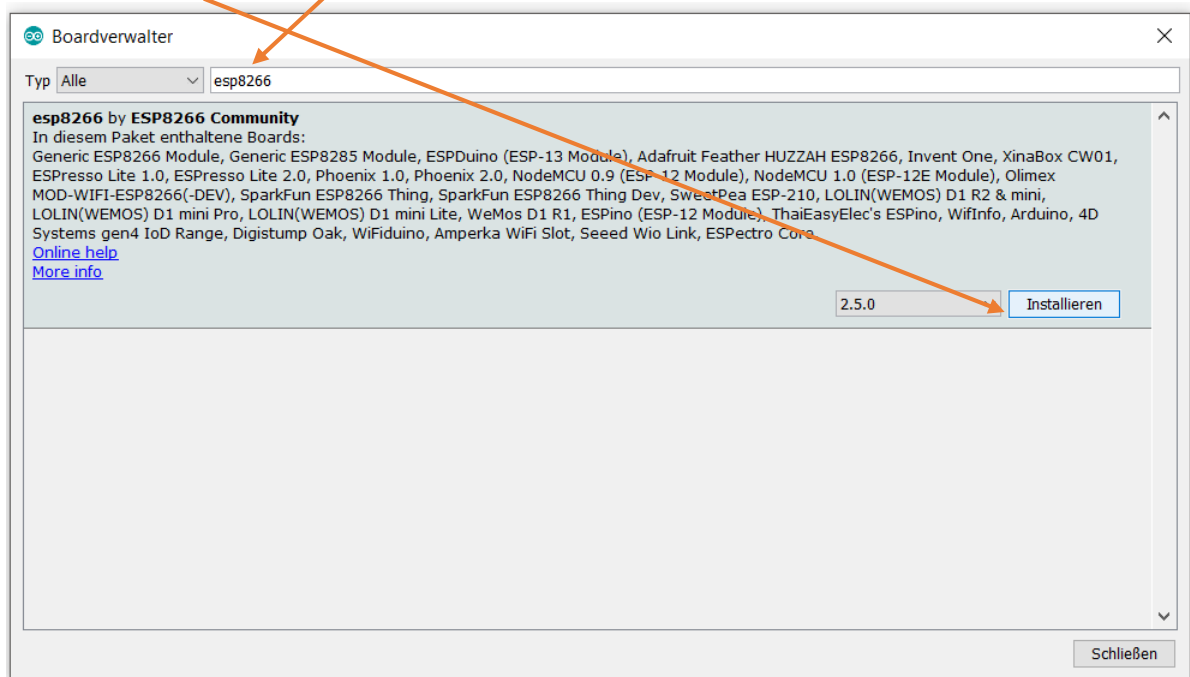 Boardverwalter
Typ Alle esp8266
esp8266 by ESP8266 Community
In diesem Paket enthaltene Boards:
Generic ESP8266 Module, Generic ESP8285 Module, ESPDuino (ESP-13 Module), Adafruit Feather HUZZAH ESP8266, Invent One, XinaBox CW01,
ESPresso Lite 1.0, ESPresso Lite 2.0, Phoenix 1.0, Phoenix 2.0, NodeMCU 0.9 (ESP-12 Module), NodeMCU 1.0 (ESP-12E Module), Olimex
MOD-WIFI-ESP8266(-DEV), SparkFun ESP8266 Thing, SparkFun ESP8266 Thing Dev, SweetPea ESP-210, LOLIN(WEMOS) D1 R2 & mini,
LOLIN(WEMOS) D1 mini Pro, LOLIN(WEMOS) D1 mini Lite, WeMos D1 R1, ESPino (ESP-12 Module), ThaiEasyElec's ESPino, WifInfo, Arduino, 4D
Systems gen4 IoD Range, Digistump Oak, WiFiduino, Amperka WiFi Slot, Seeed Wio Link, ESPectro Core
Online help
More info
2.5.0 Installieren
Schließen